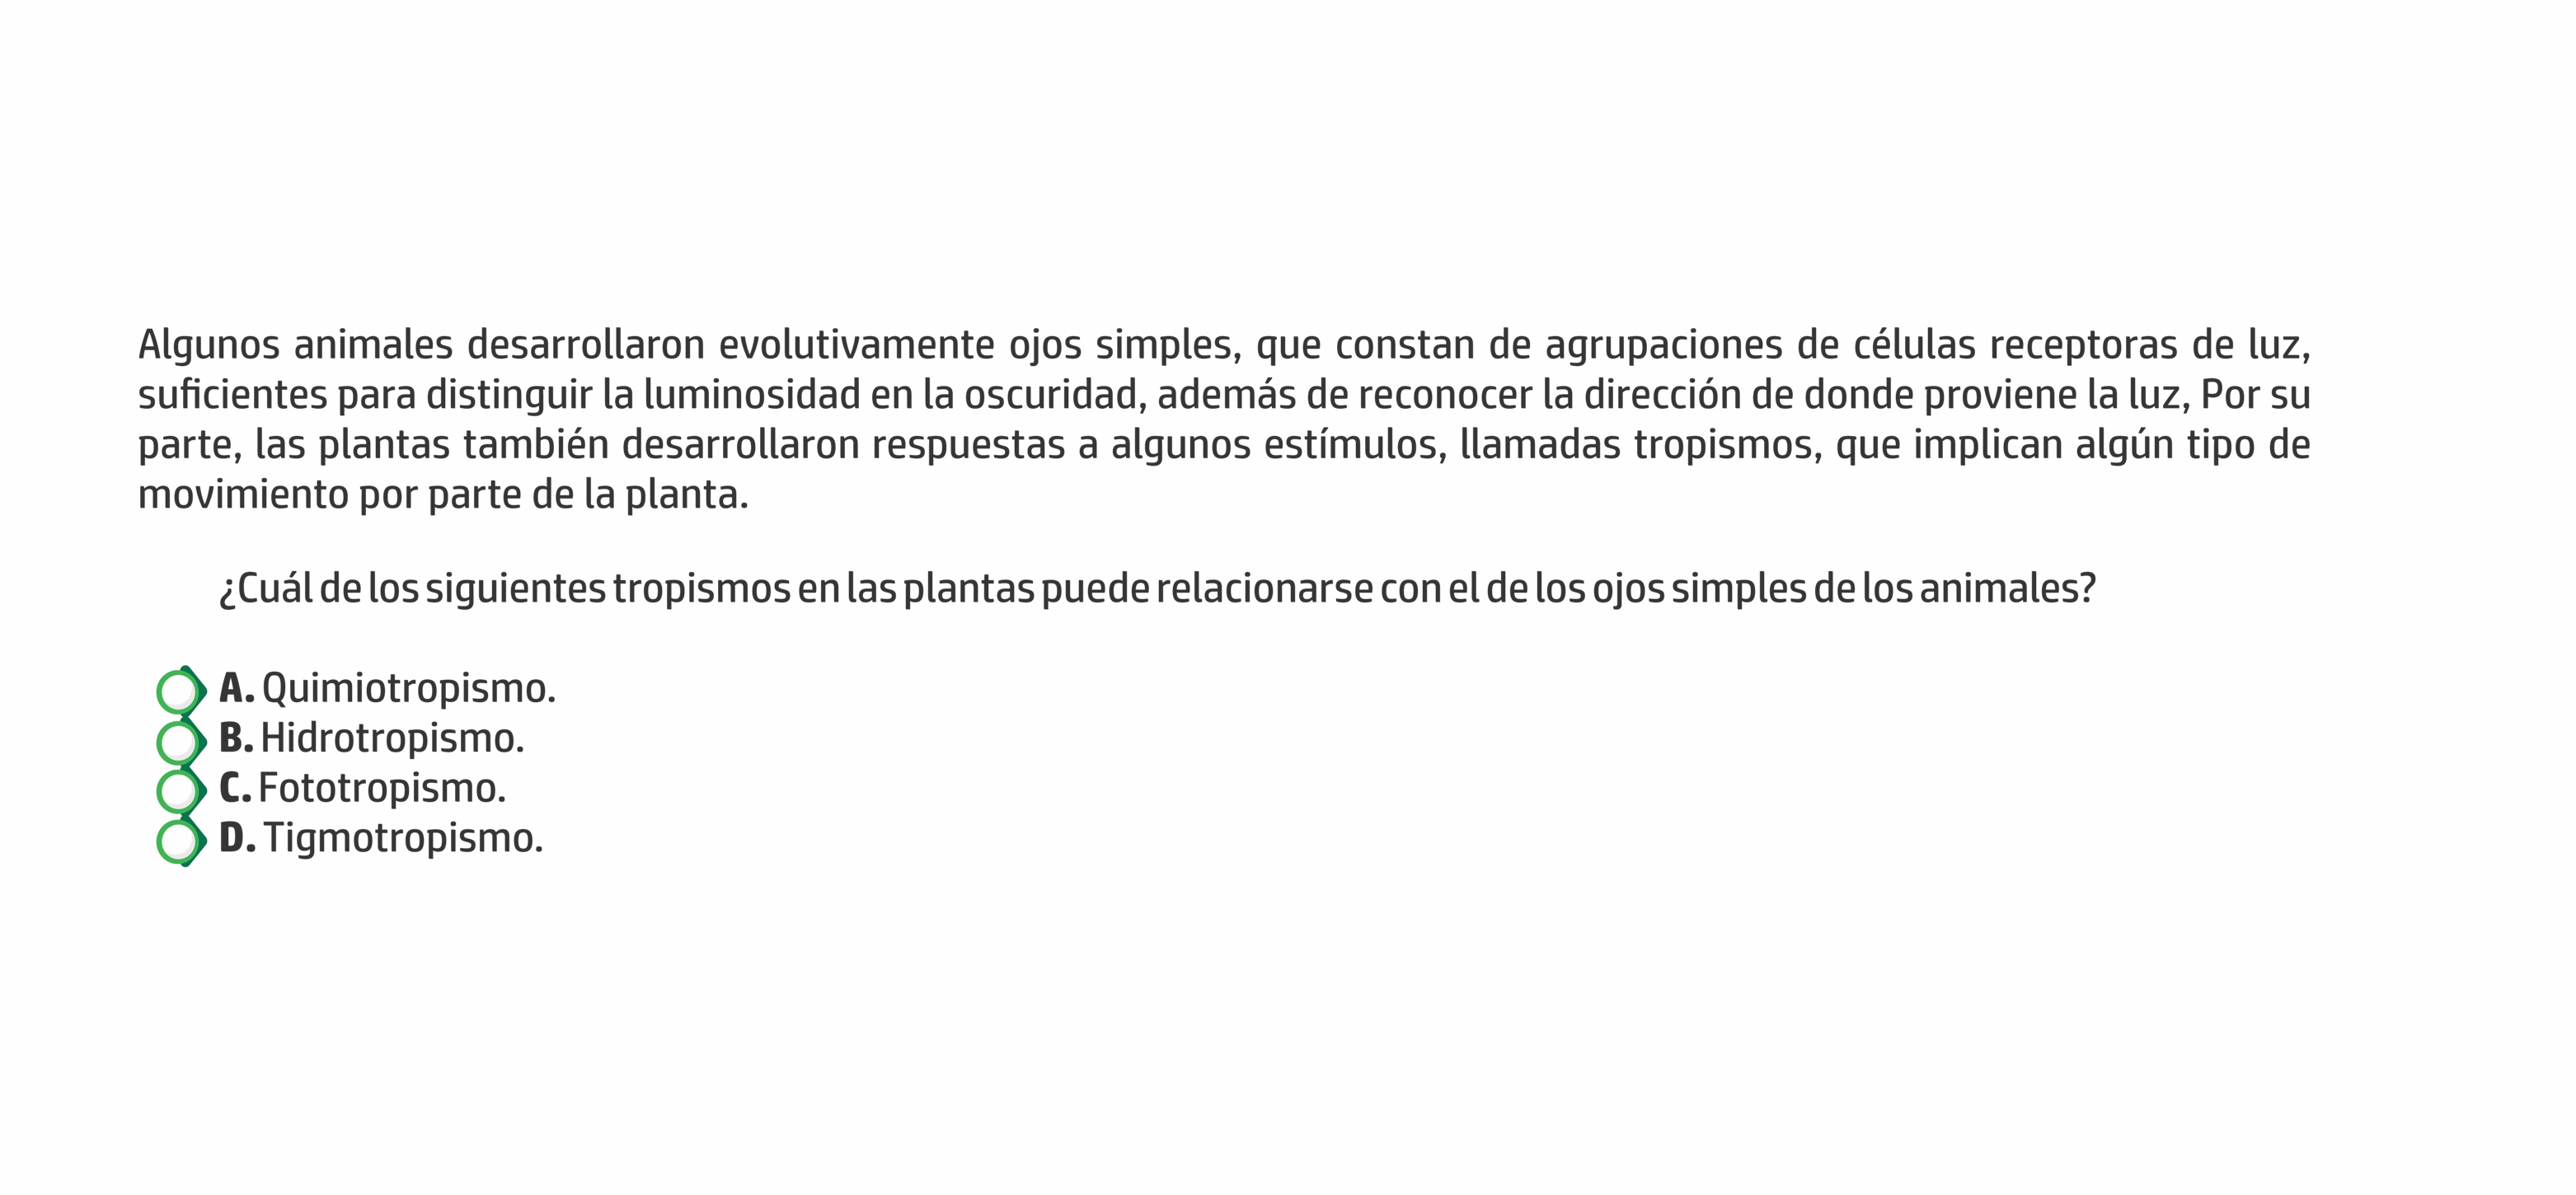 Algunos animales desarrollaron evolutivamente ojos simples, que constan de agrupaciones de células receptoras de luz,
suficientes para distinguir la luminosidad en la oscuridad, además de reconocer la dirección de donde proviene la luz, Por su
parte, las plantas también desarrollaron respuestas a algunos estímulos, llamadas tropismos, que implican algún tipo de
movimiento por parte de la planta.
¿Cuál de los siguientes tropismos en las plantas puede relacionarse con el de los ojos simples de los animales?
A. Quimiotropismo.
B. Hidrotropismo.
C. Fototropismo.
D. Tigmotropismo.